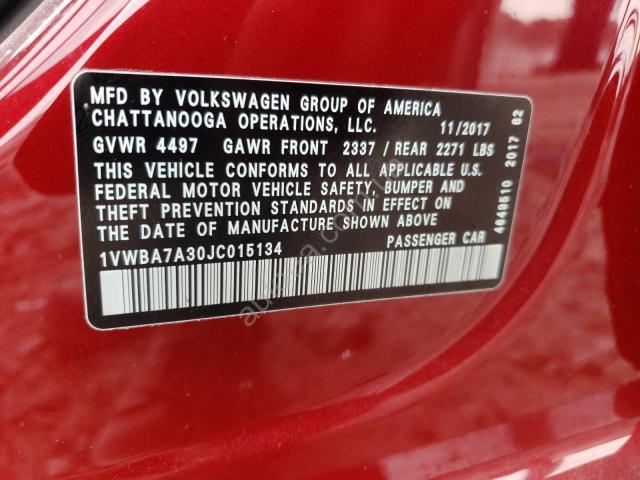 MFD BY VOLKSWAGEN GROUP OF AMERICA
CHATTANOOGA OPERATIONS, LLC. 11/2017
GVWR 4497 GAWR FRONT 2337 / REAR 2271 LBS
THIS VEHICLE CONFORMS TO ALL APPLICABLE U.S.
FEDERAL MOTOR VEHICLE SAFETY, BUMPER AND
THEFT PREVENTION STANDARDS IN EFFECT ON
THE DATE OF MANUFACTURE SHOWN ABOVE
1VWBA7A30JC015134 PASSENGER CAR
4640510 2017 02